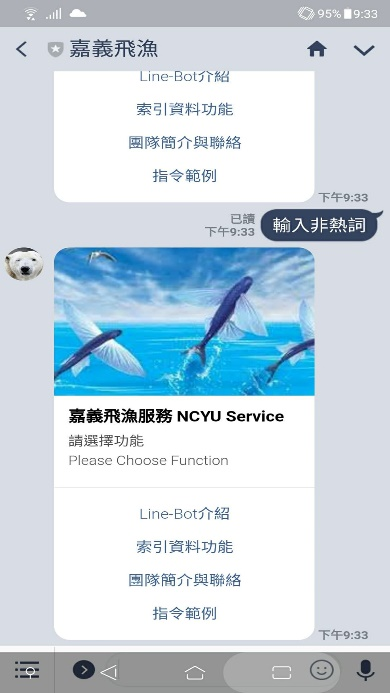 95% 9:33
嘉義飛漁
Line-Bot介紹
索引資料功能
團隊簡介與聯絡
指令範例
下午9:33
已讀
下午9:33
輸入非熱詞
嘉義飛漁服務 NCYU Service
請選擇功能
Please Choose Function
Line-Bot介紹
索引資料功能
團隊簡介與聯絡
指令範例
下午9:33